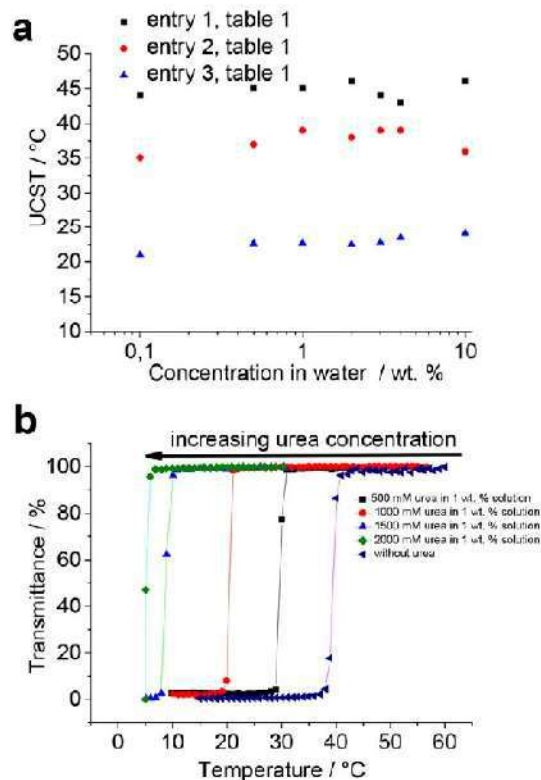 a
entry 1, table 1
entry 2, table 1
entry 3, table 1
50
45
40
35
30
25
20
15
10
UCST / °C
0,1
1
10
Concentration in water / wt. %
b
increasing urea concentration
100
80
60
40
20
0
Transmittance / %
500 mM urea in 1 wt. % solution
1000 mM urea in 1 wt. % solution
1500 mM urea in 1 wt. % solution
2000 mM urea in 1 wt. % solution
without urea
0
10
20
30
40
50
60
Temperature / °C